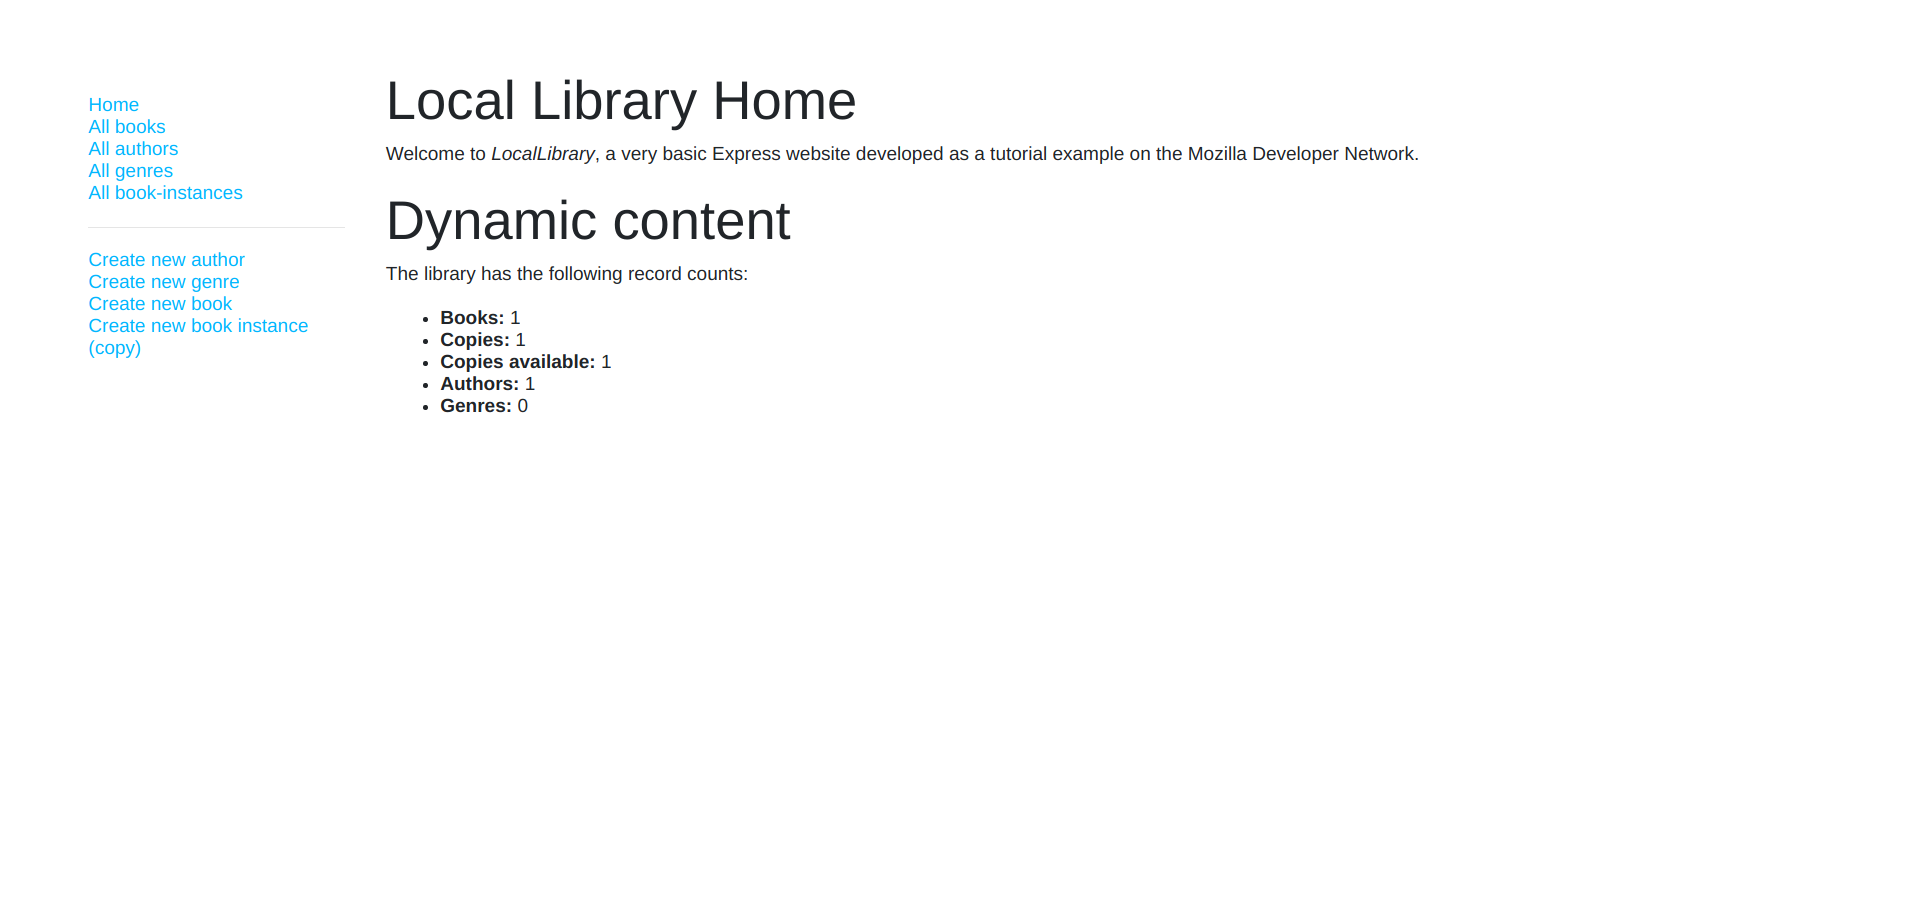 Home
All books
All authors
All genres
All book-instances
Create new author
Create new genre
Create new book
Create new book instance
(copy)
Local Library Home
Welcome to LocalLibrary, a very basic Express website developed as a tutorial example on the Mozilla Developer Network.
Dynamic content
The library has the following record counts:
Books: 1
Copies: 1
Copies available: 1
Authors: 1
Genres: 0